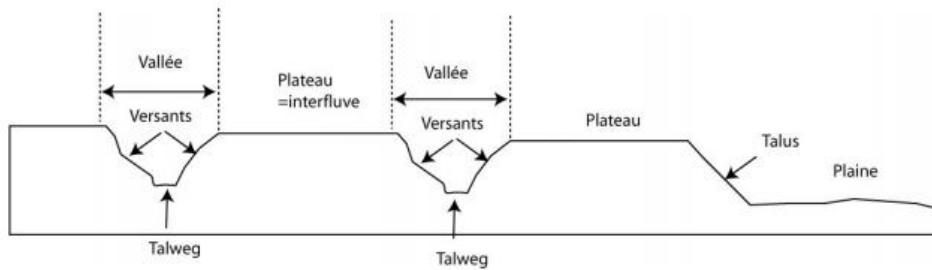 Vallée
Plateau
=interfluve
Vallée
Versants
Versants
Plateau
Talus
Plaine
Talweg
Talweg